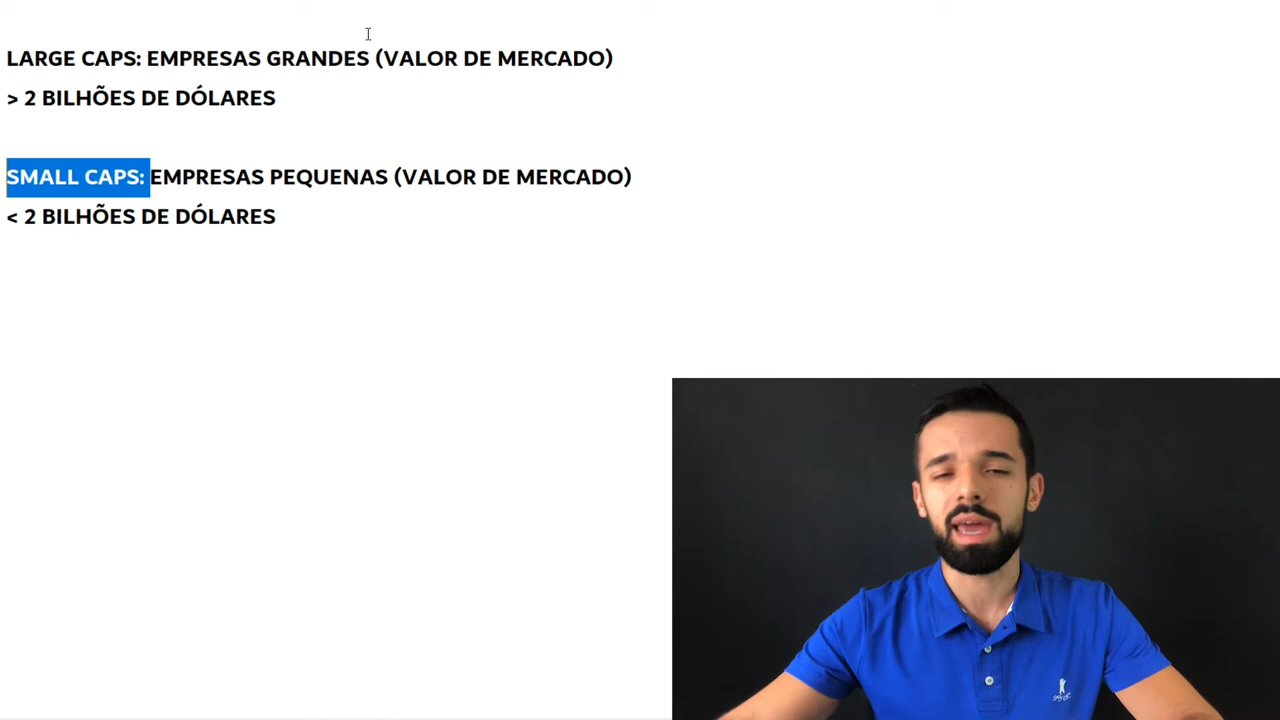 LARGE CAPS: EMPRESAS GRANDES (VALOR DE MERCADO)
> 2 BILHÕES DE DÓLARES
SMALL CAPS: EMPRESAS PEQUENAS (VALOR DE MERCADO)
< 2 BILHÕES DE DÓLARES